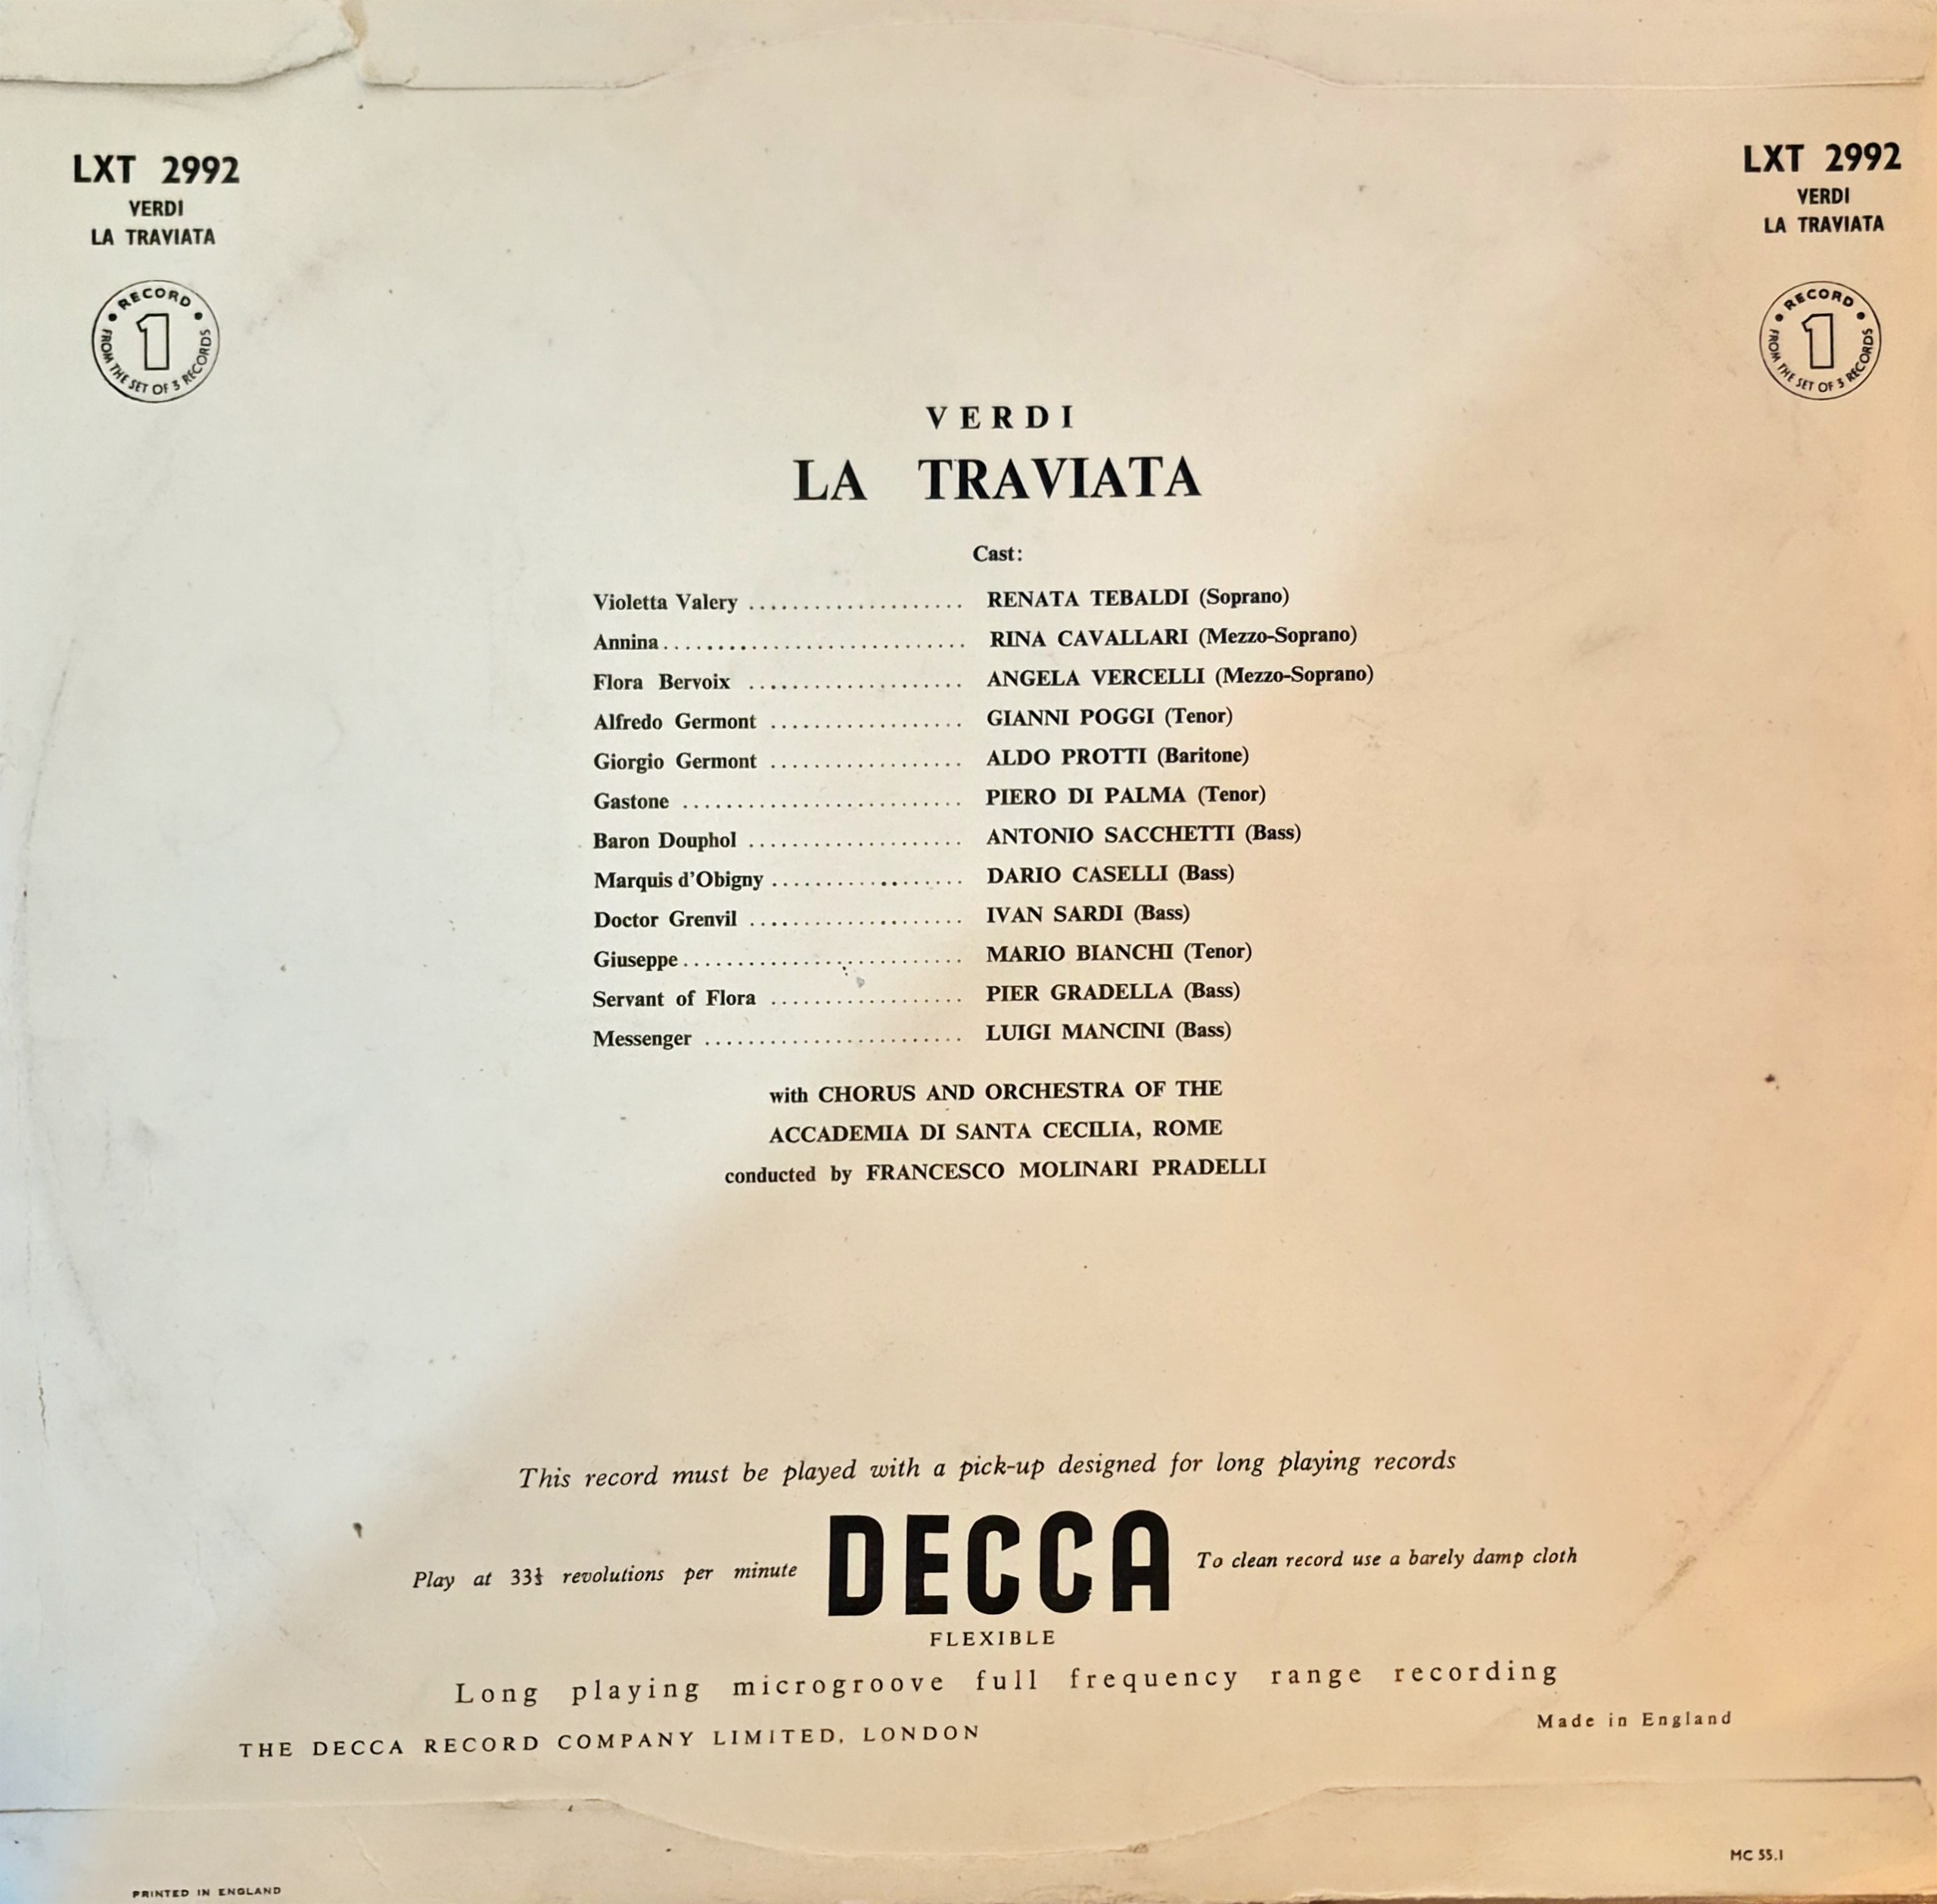 LXT 2992
VERDI
LA TRAVIATA
RECORD
1
FROM THE SET OF 3 RECORDS
LXT 2992
VERDI
LA TRAVIATA
RECORD
1
FROM THE SET OF 3 RECORDS
VERDI
LA TRAVIATA
Cast:
Violetta Valery ..................... RENATA TEBALDI (Soprano)
Annina ............................ RINA CAVALLARI (Mezzo-Soprano)
Flora Bervoix .................... ANGELA VERCELLI (Mezzo-Soprano)
Alfredo Germont .................. GIANNI POGGI (Tenor)
Giorgio Germont .................. ALDO PROTTI (Baritone)
Gastone .......................... PIERO DI PALMA (Tenor)
Baron Douphol .................... ANTONIO SACCHETTI (Bass)
Marquis d'Obigny .................. DARIO CASELLI (Bass)
Doctor Grenvil .................... IVAN SARDI (Bass)
Giuseppe .......................... MARIO BIANCHI (Tenor)
Servant of Flora .................. PIER GRADELLA (Bass)
Messenger ........................ LUIGI MANCINI (Bass)
with CHORUS AND ORCHESTRA OF THE
ACCADEMIA DI SANTA CECILIA, ROME
conducted by FRANCESCO MOLINARI PRADELLI
This record must be played with a pick-up designed for long playing records
Play at 33⅓ revolutions per minute
DECCA
To clean record use a barely damp cloth
FLEXIBLE
Long playing microgroove full frequency range recording
THE DECCA RECORD COMPANY LIMITED, LONDON
Made in England
MC 55.1
PRINTED IN ENGLAND